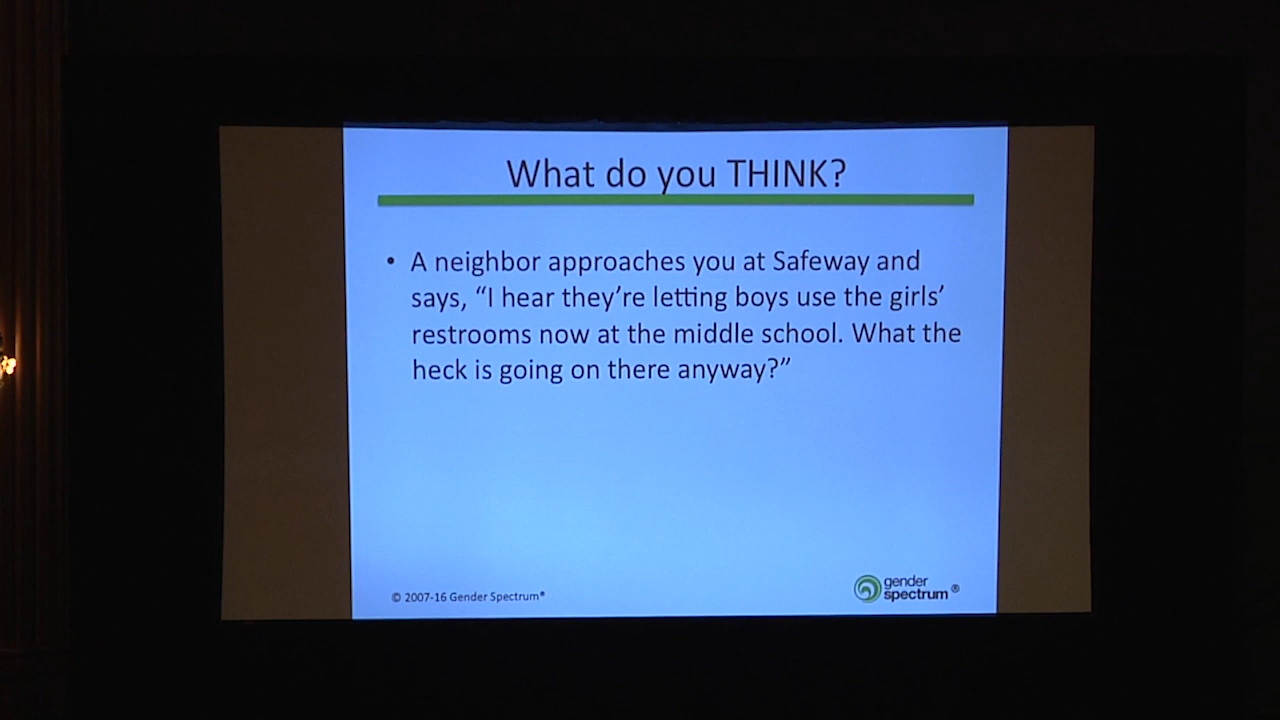 What do you THINK?
• A neighbor approaches you at Safeway and
says, “I hear they’re letting boys use the girls’
restrooms now at the middle school. What the
heck is going on there anyway?”
© 2007-16 Gender Spectrum®
gender
spectrum ®